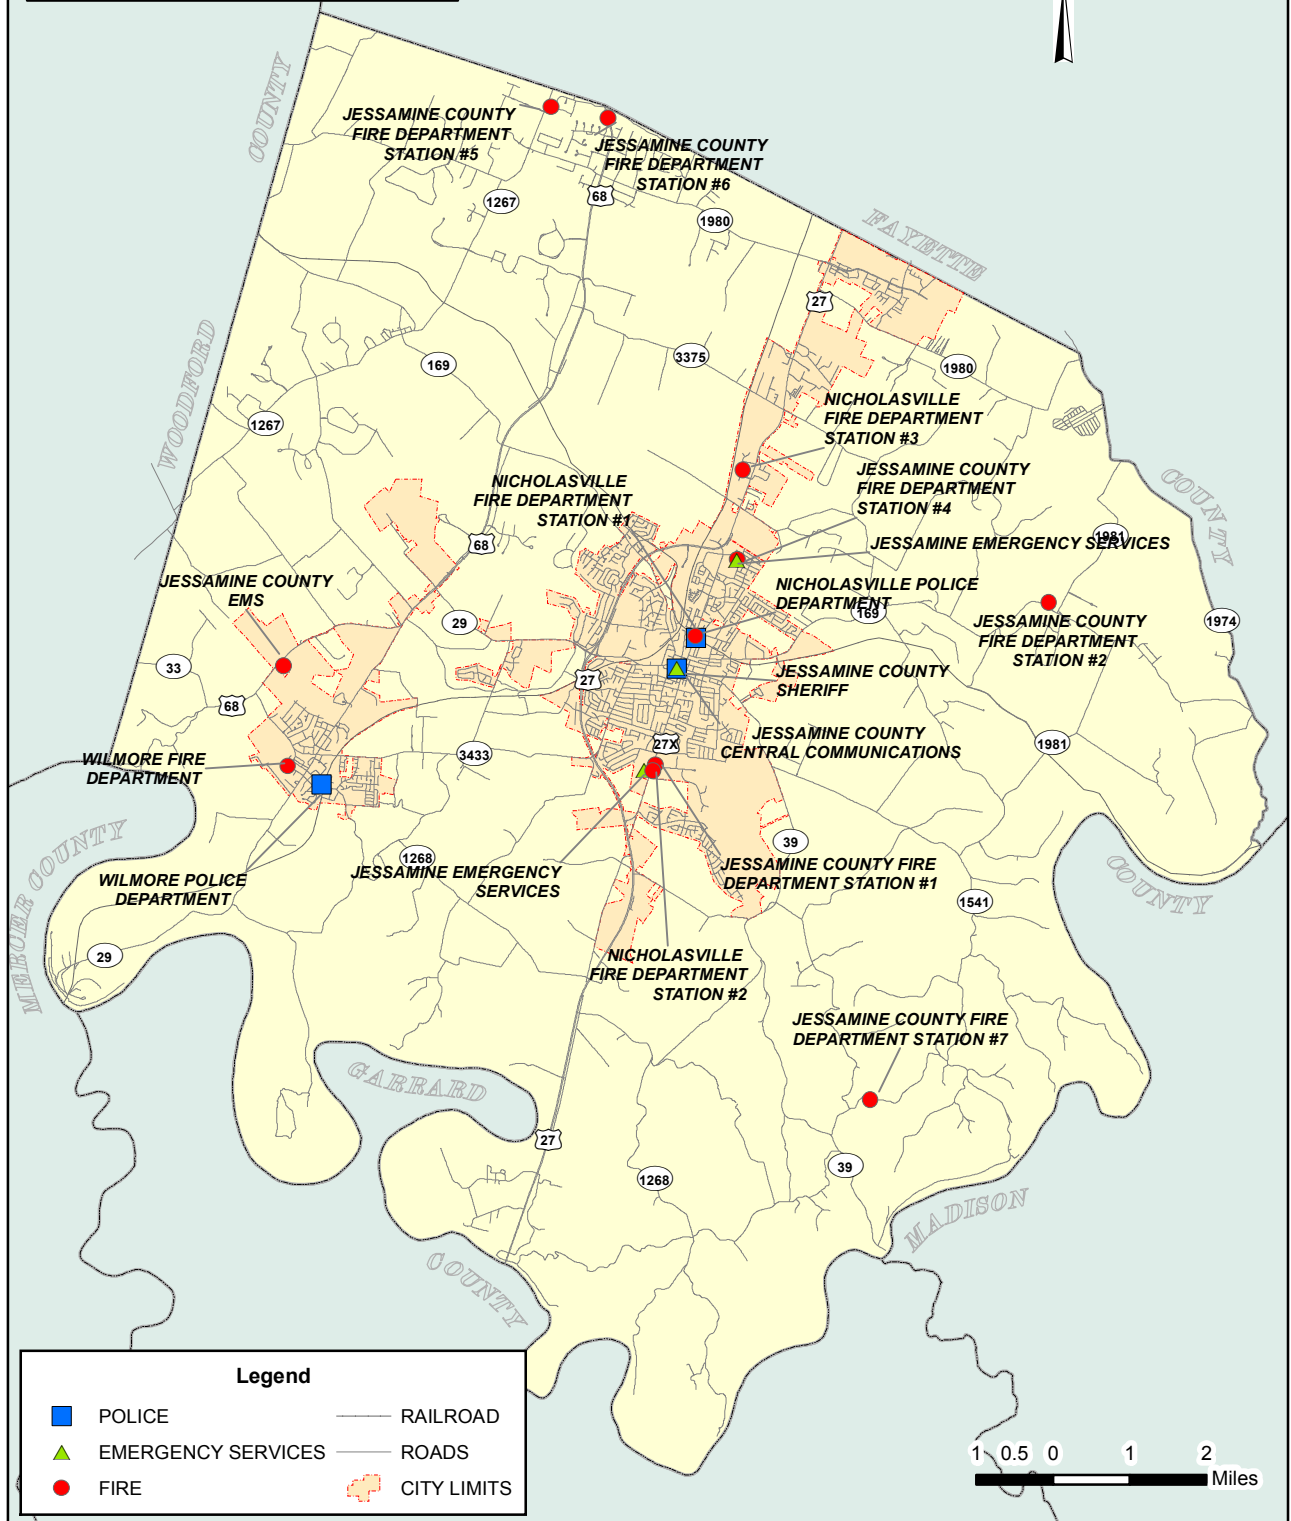 COUNTY
JESSAMINE COUNTY
FIRE DEPARTMENT
STATION #5
JESSAMINE COUNTY
FIRE DEPARTMENT
STATION #6
1267
68
1980
FAYETTE
27
WOODFORD
169
3375
1980
1267
NICHOLASVILLE
FIRE DEPARTMENT
STATION #3
JESSAMINE COUNTY
FIRE DEPARTMENT
STATION #4
NICHOLASVILLE
FIRE DEPARTMENT
STATION #1
COUNTY
1981
JESSAMINE EMERGENCY SERVICES
68
JESSAMINE COUNTY
EMS
NICHOLASVILLE POLICE
DEPARTMENT
169
29
1974
JESSAMINE COUNTY
FIRE DEPARTMENT
STATION #2
33
27
JESSAMINE COUNTY
SHERIFF
68
JESSAMINE COUNTY
CENTRAL COMMUNICATIONS
27X
1981
3433
WILMORE FIRE
DEPARTMENT
MERCER COUNTY
39
1268
JESSAMINE EMERGENCY
SERVICES
JESSAMINE COUNTY FIRE
DEPARTMENT STATION #1
COUNTY
WILMORE POLICE
DEPARTMENT
1541
29
NICHOLASVILLE
FIRE DEPARTMENT
STATION #2
JESSAMINE COUNTY FIRE
DEPARTMENT STATION #7
GARRARD
27
39
1268
MADISON
COUNTY
Legend
POLICE
RAILROAD
EMERGENCY SERVICES
ROADS
FIRE
CITY LIMITS
1 0.5 0 1 2
Miles